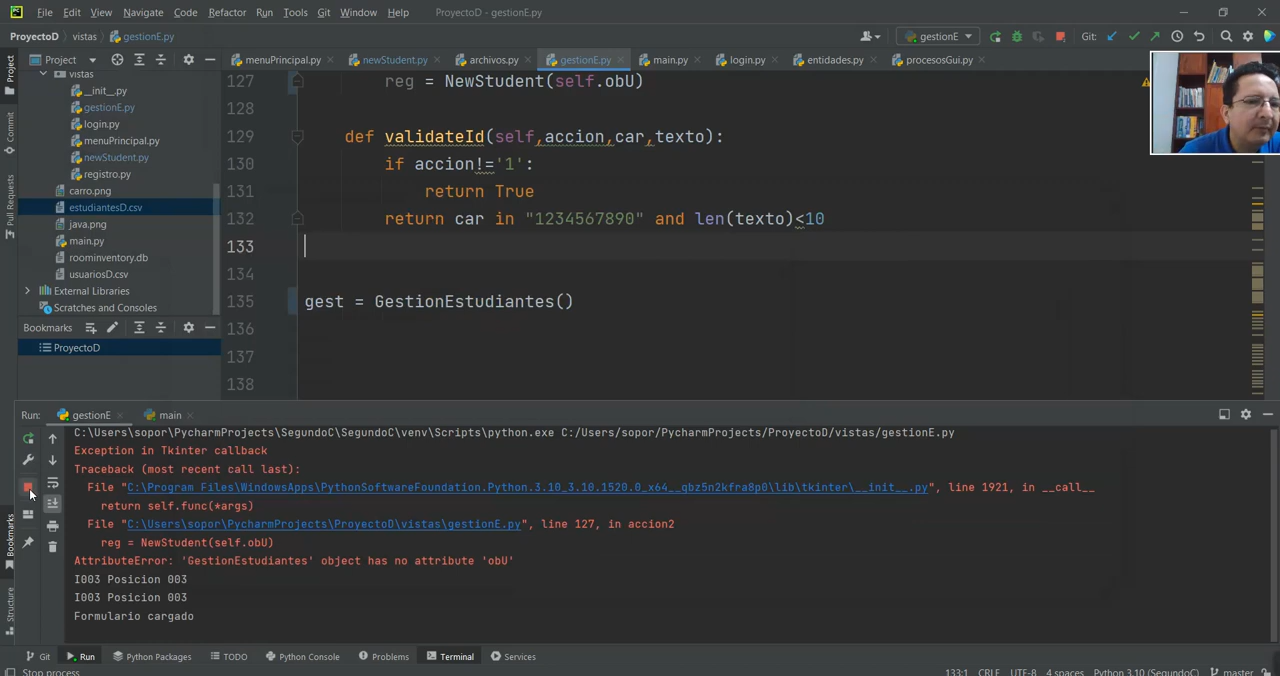 File Edit View Navigate Code Refactor Run Tools Git Window Help ProyectoD - gestionE.py
ProyectoD vistas gestionE.py gestionE Git:
Project menuPrincipal.py newStudent.py archivos.py gestionE.py main.py login.py entidades.py procesosGui.py
vistas
__init__.py
gestionE.py
login.py
menuPrincipal.py
newStudent.py
registro.py
carro.png
estudiantesD.csv
java.png
main.py
roominventory.db
usuariosD.csv
External Libraries
Scratches and Consoles
Bookmarks
ProyectoD
Project
Commit
Pull Requests
Bookmarks
Structure
127 reg = NewStudent(self.obU)
128
129 def validateId(self,accion,car,texto):
130 if accion!='1':
131 return True
132 return car in "1234567890" and len(texto)<10
133
134
135 gest = GestionEstudiantes()
136
137
138
Run: gestionE main
C:\Users\sopor\PycharmProjects\SegundoC\SegundoC\venv\Scripts\python.exe C:/Users/sopor/PycharmProjects/ProyectoD/vistas/gestionE.py
Exception in Tkinter callback
Traceback (most recent call last):
File "C:\Program Files\WindowsApps\PythonSoftwareFoundation.Python.3.10_3.10.1520.0_x64__qbz5n2kfra8p0\lib\tkinter\__init__.py", line 1921, in __call__
return self.func(*args)
File "C:\Users\sopor\PycharmProjects\ProyectoD\vistas\gestionE.py", line 127, in accion2
reg = NewStudent(self.obU)
AttributeError: 'GestionEstudiantes' object has no attribute 'obU'
I003 Posicion 003
I003 Posicion 003
Formulario cargado
Git Run Python Packages TODO Python Console Problems Terminal Services
Stop process 133:1 CRLF UTF-8 4 spaces Python 3.10 (SegundoC) master